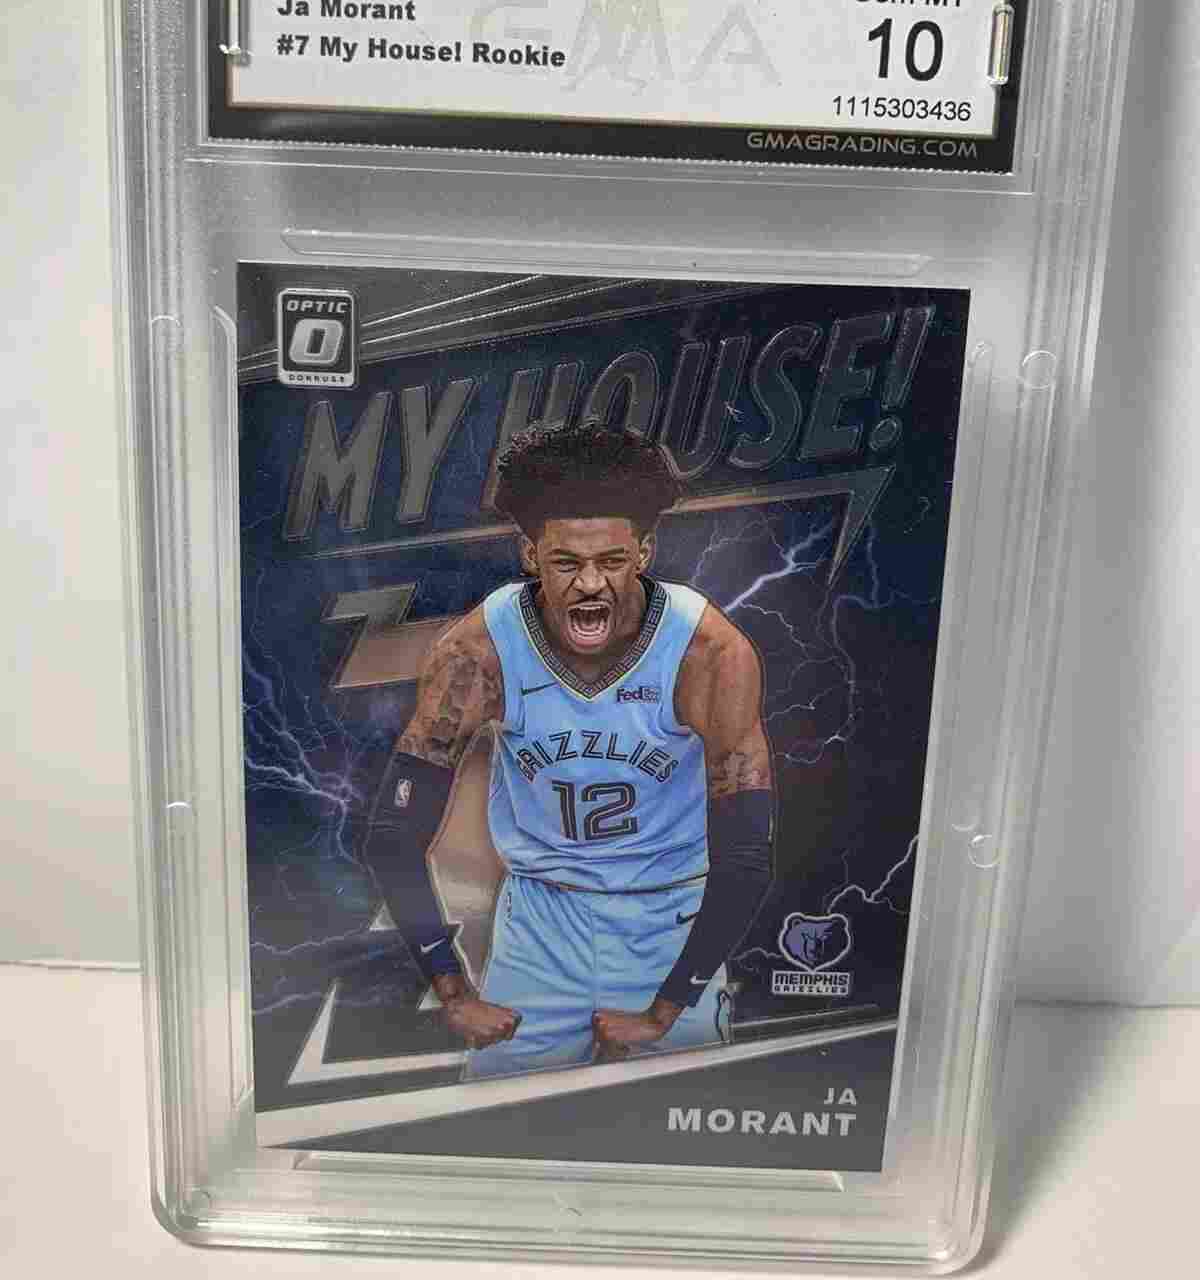 Ja Morant
#7 My House! Rookie
GMA
10
1115303436
GMAGRADING.COM
OPTIC
O
DONRUSS
MY HOUSE!
FedEx
GRIZZLIES
12
MEMPHIS
GRIZZLIES
JA
MORANT